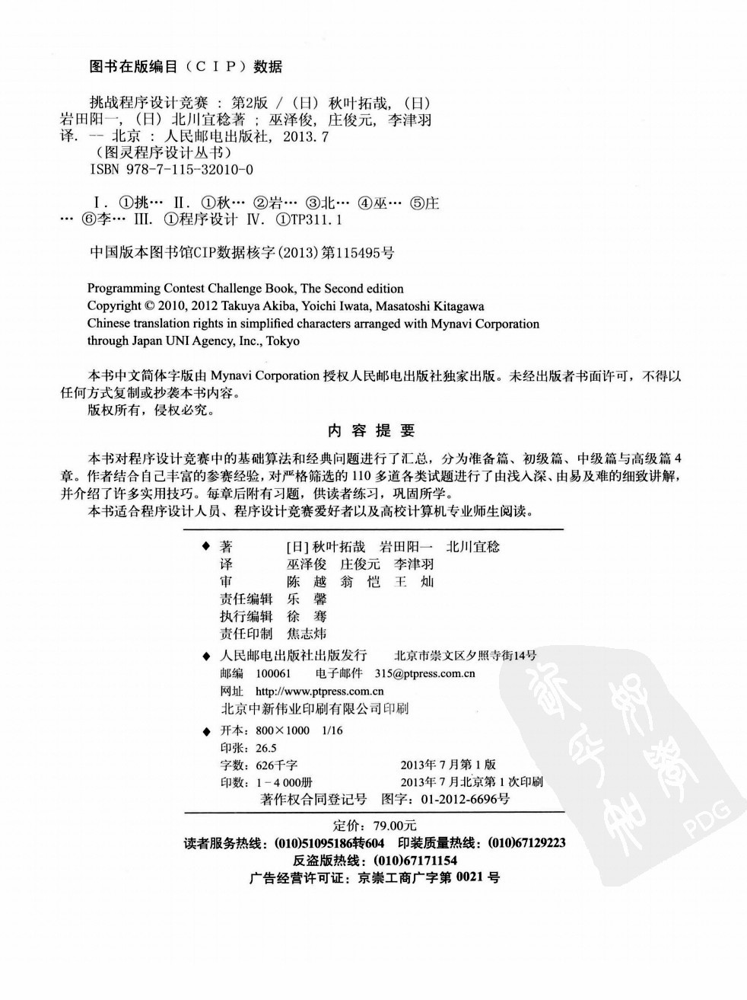 图书在版编目（CIP）数据
挑战程序设计竞赛 : 第2版 / (日) 秋叶拓哉, (日)
岩田阳一, (日) 北川宜稔著 ; 巫泽俊, 庄俊元, 李津羽
译. -- 北京 : 人民邮电出版社, 2013.7
（图灵程序设计丛书）
ISBN 978-7-115-32010-0
Ⅰ. ①挑… Ⅱ. ①秋… ②岩… ③北… ④巫… ⑤庄
… ⑥李… Ⅲ. ①程序设计 Ⅳ. ①TP311.1
中国版本图书馆CIP数据核字(2013)第115495号
Programming Contest Challenge Book, The Second edition
Copyright © 2010, 2012 Takuya Akiba, Yoichi Iwata, Masatoshi Kitagawa
Chinese translation rights in simplified characters arranged with Mynavi Corporation
through Japan UNI Agency, Inc., Tokyo
本书中文简体字版由 Mynavi Corporation 授权人民邮电出版社独家出版。未经出版者书面许可，不得以
任何方式复制或抄袭本书内容。
版权所有，侵权必究。
内 容 提 要
本书对程序设计竞赛中的基础算法和经典问题进行了汇总，分为准备篇、初级篇、中级篇与高级篇 4
章。作者结合自己丰富的参赛经验，对严格筛选的 110 多道各类试题进行了由浅入深、由易及难的细致讲解，
并介绍了许多实用技巧。每章后附有习题，供读者练习，巩固所学。
本书适合程序设计人员、程序设计竞赛爱好者以及高校计算机专业师生阅读。
◆ 著 [日] 秋叶拓哉 岩田阳一 北川宜稔
译 巫泽俊 庄俊元 李津羽
审 陈 越 翁 恺 王 灿
责任编辑 乐 馨
执行编辑 徐 骞
责任印制 焦志炜
◆ 人民邮电出版社出版发行 北京市崇文区夕照寺街14号
邮编 100061 电子邮件 315@ptpress.com.cn
网址 http://www.ptpress.com.cn
北京中新伟业印刷有限公司印刷
◆ 开本：800×1000 1/16
印张：26.5
字数：626千字 2013年 7 月第 1 版
印数：1－4 000册 2013年 7 月北京第 1 次印刷
著作权合同登记号 图字：01-2012-6696号
定价：79.00元
读者服务热线：(010)51095186转604 印装质量热线：(010)67129223
反盗版热线：(010)67171154
广告经营许可证：京崇工商广字第 0021 号
PDG